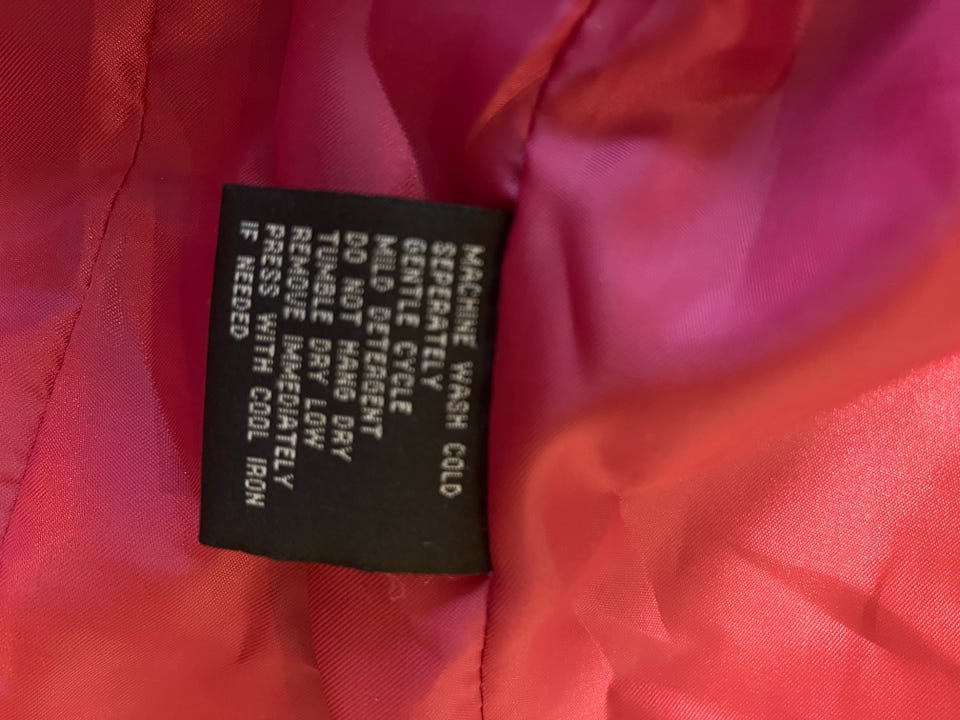 MACHINE WASH COLD
SEPERATELY
GENTLE CYCLE
MILD DETERGENT
DO NOT HANG DRY
TUMBLE DRY LOW
REMOVE IMMEDIATELY
PRESS WITH COOL IRON
IF NEEDED